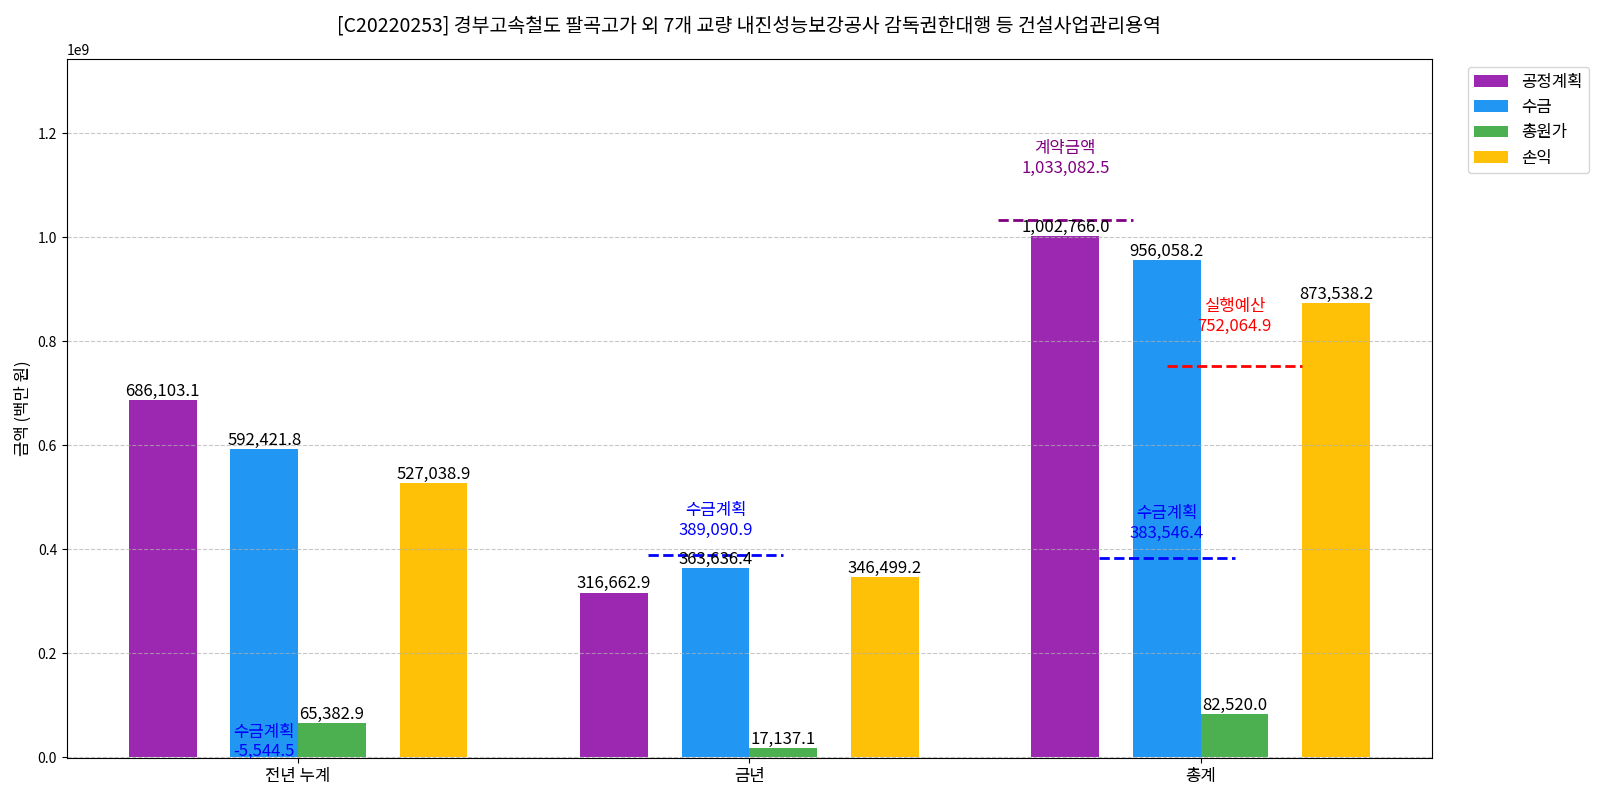 [C20220253] 경부고속철도 팔곡고가 외 7개 교량 내진성능보강공사 감독권한대행 등 건설사업관리용역
1e9
공정계획
수금
총원가
손익
금액 (백만 원)
1.2
1.0
0.8
0.6
0.4
0.2
0.0
686,103.1
592,421.8
527,038.9
65,382.9
수금계획
-5,544.5
수금계획
389,090.9
316,662.9
363,636.4
346,499.2
17,137.1
계약금액
1,033,082.5
1,002,766.0
956,058.2
실행예산
752,064.9
873,538.2
수금계획
383,546.4
82,520.0
전년 누계
금년
총계